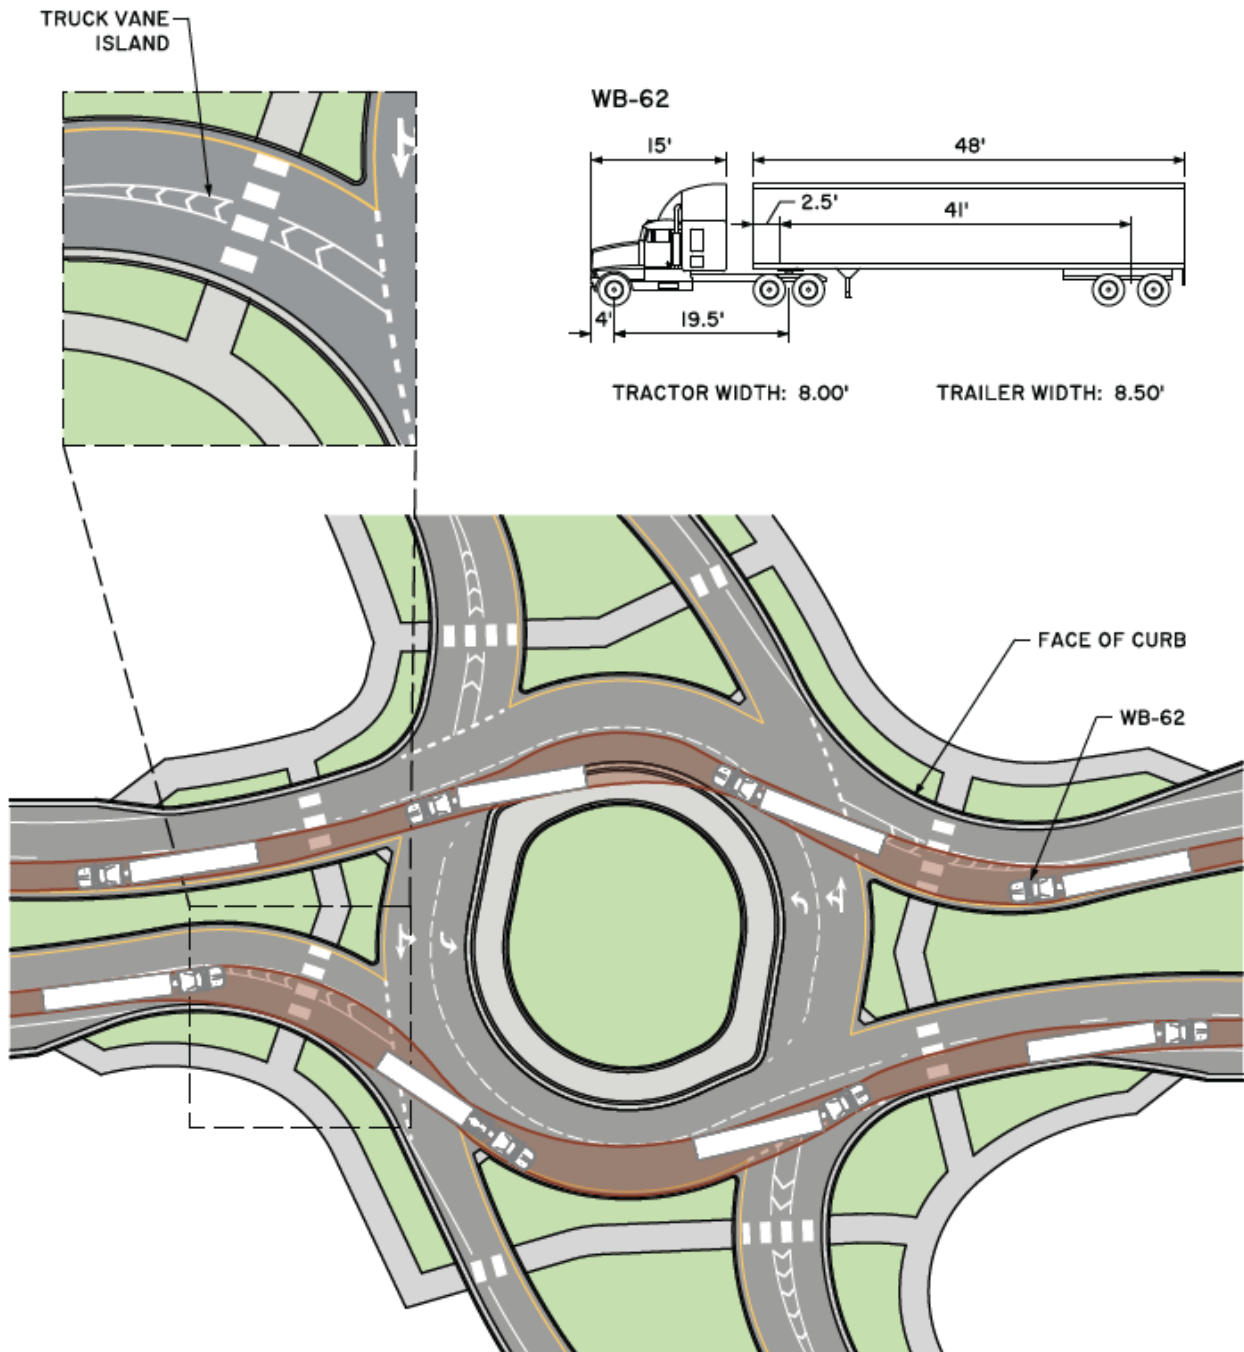 TRUCK VANE
ISLAND
WB-62
15'
48'
2.5'
41'
4'
19.5'
TRACTOR WIDTH: 8.00'
TRAILER WIDTH: 8.50'
FACE OF CURB
WB-62